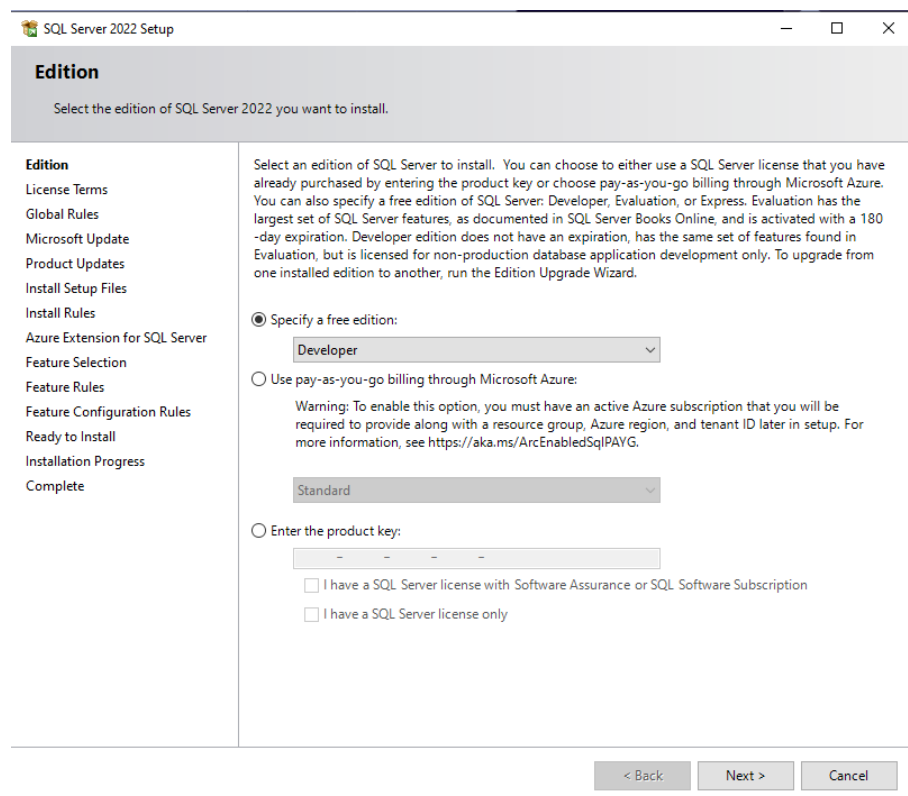 SQL Server 2022 Setup
Edition
Select the edition of SQL Server 2022 you want to install.
Edition
License Terms
Global Rules
Microsoft Update
Product Updates
Install Setup Files
Install Rules
Azure Extension for SQL Server
Feature Selection
Feature Rules
Feature Configuration Rules
Ready to Install
Installation Progress
Complete
Select an edition of SQL Server to install. You can choose to either use a SQL Server license that you have
already purchased by entering the product key or choose pay-as-you-go billing through Microsoft Azure.
You can also specify a free edition of SQL Server: Developer, Evaluation, or Express. Evaluation has the
largest set of SQL Server features, as documented in SQL Server Books Online, and is activated with a 180
-day expiration. Developer edition does not have an expiration, has the same set of features found in
Evaluation, but is licensed for non-production database application development only. To upgrade from
one installed edition to another, run the Edition Upgrade Wizard.
Specify a free edition:
Developer
Use pay-as-you-go billing through Microsoft Azure:
Warning: To enable this option, you must have an active Azure subscription that you will be
required to provide along with a resource group, Azure region, and tenant ID later in setup. For
more information, see https://aka.ms/ArcEnabledSqlPAYG.
Standard
Enter the product key:
- - - -
I have a SQL Server license with Software Assurance or SQL Software Subscription
I have a SQL Server license only
< Back
Next >
Cancel